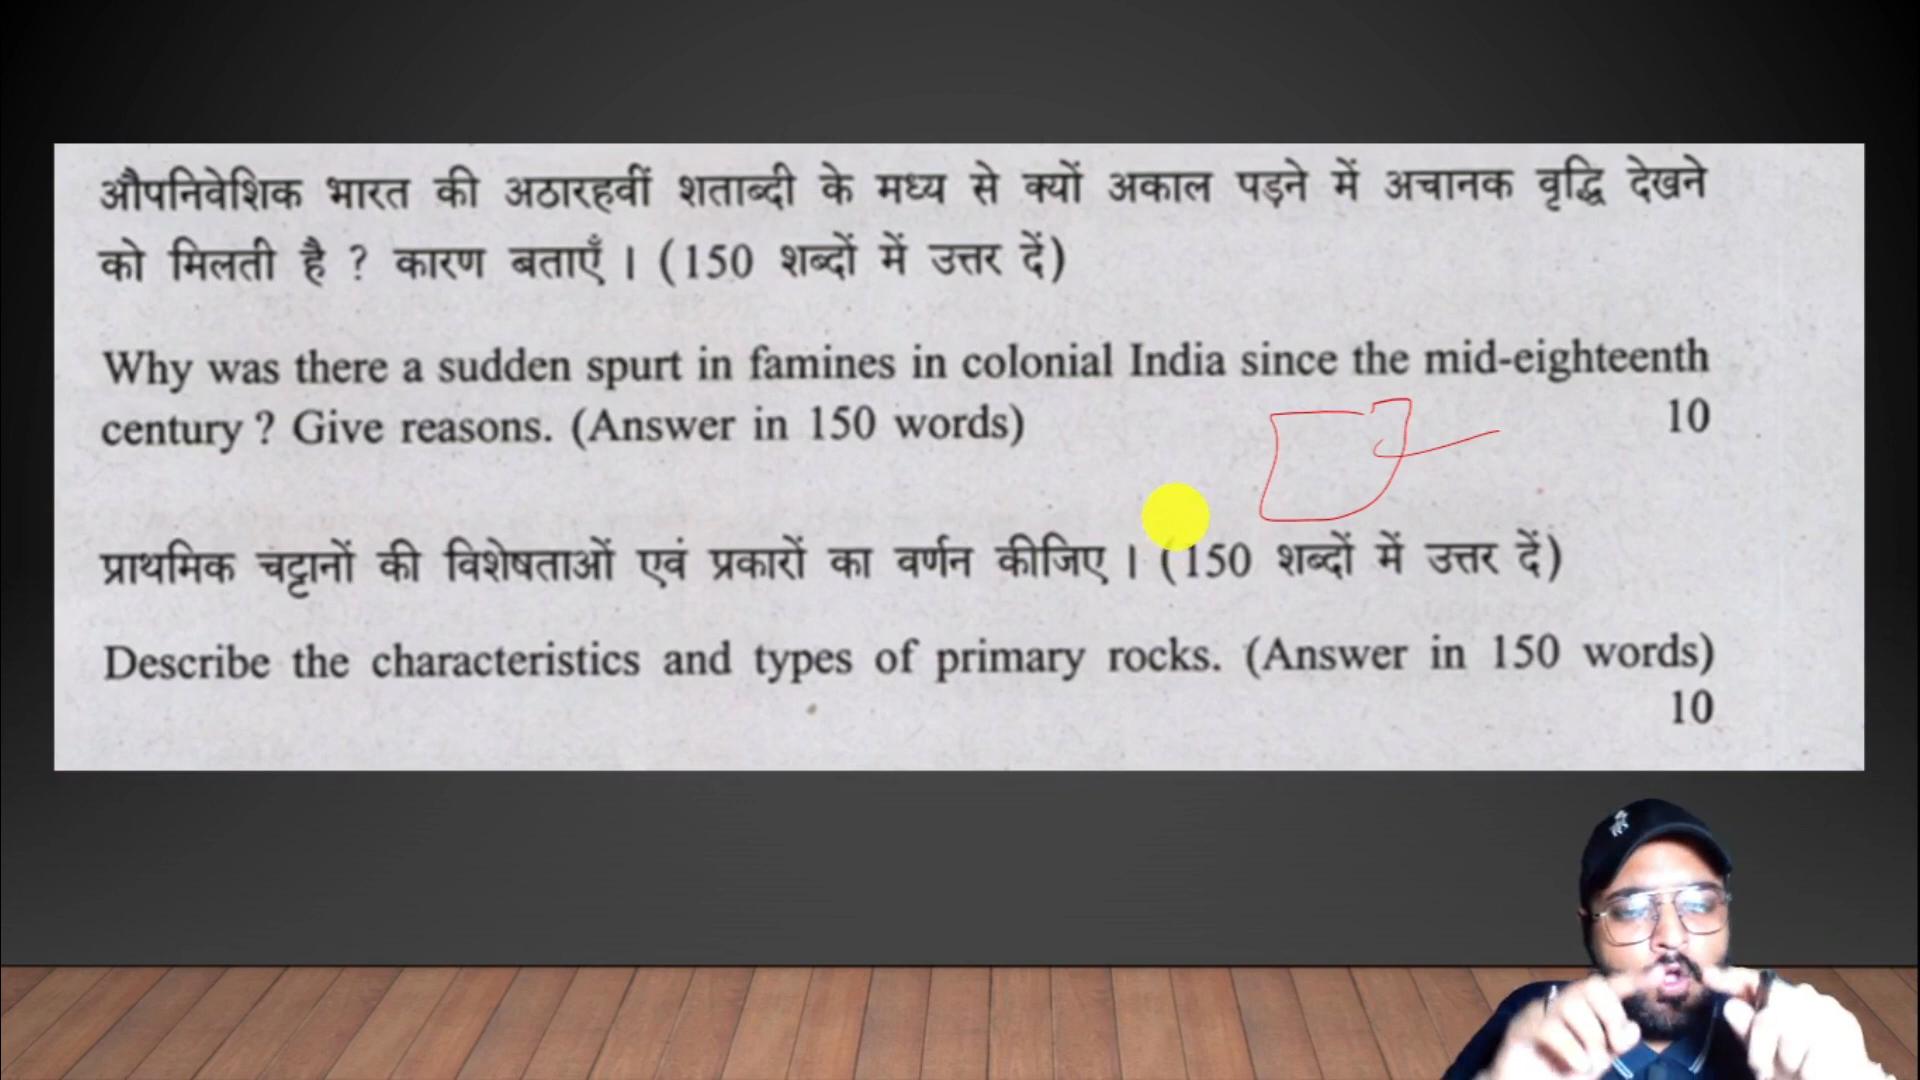 औपनिवेशिक भारत की अठारहवीं शताब्दी के मध्य से क्यों अकाल पड़ने में अचानक वृद्धि देखने
को मिलती है ? कारण बताएँ । (150 शब्दों में उत्तर दें)
Why was there a sudden spurt in famines in colonial India since the mid-eighteenth
century ? Give reasons. (Answer in 150 words) 10
प्राथमिक चट्टानों की विशेषताओं एवं प्रकारों का वर्णन कीजिए । (150 शब्दों में उत्तर दें)
Describe the characteristics and types of primary rocks. (Answer in 150 words)
10